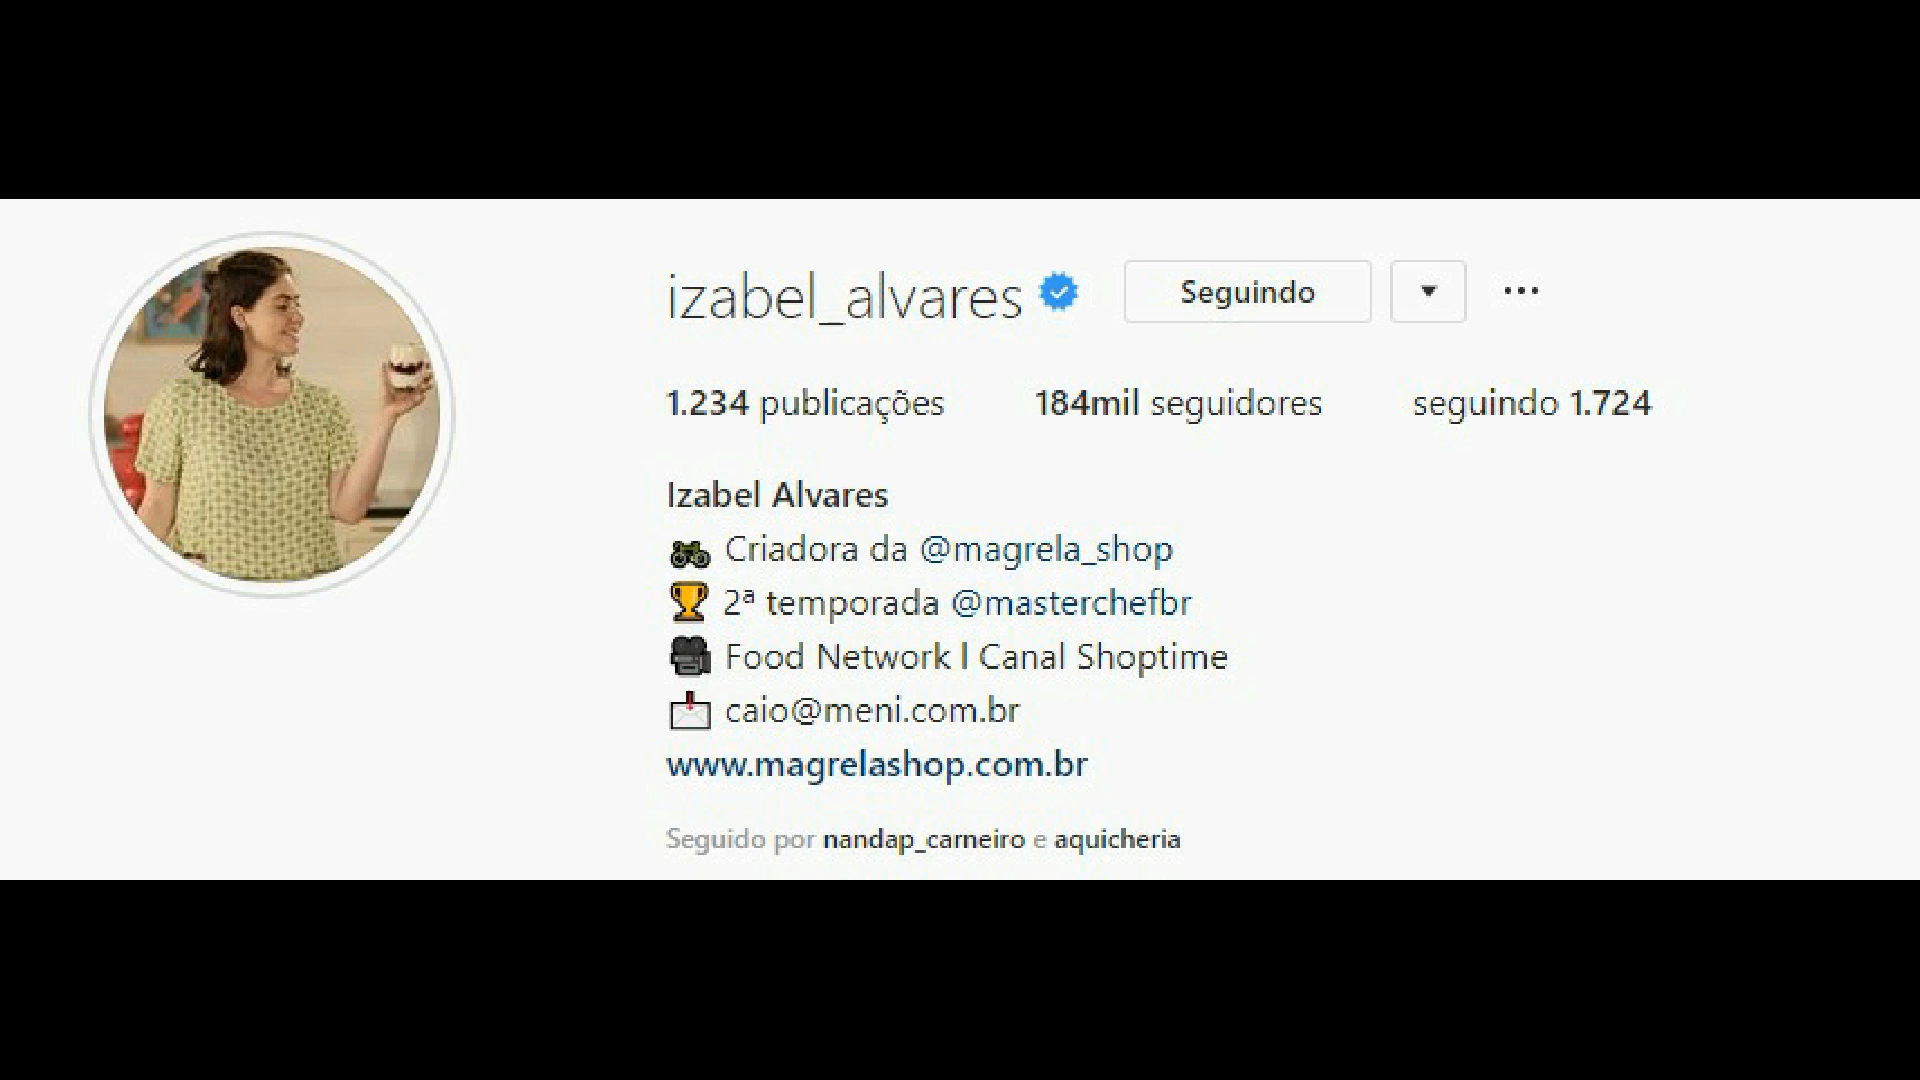 izabel_alvares Seguindo
1.234 publicações 184mil seguidores seguindo 1.724
Izabel Alvares
Criadora da @magrela_shop
2ª temporada @masterchefbr
Food Network l Canal Shoptime
caio@meni.com.br
www.magrelashop.com.br
Seguido por nandap_carneiro e aquicheria